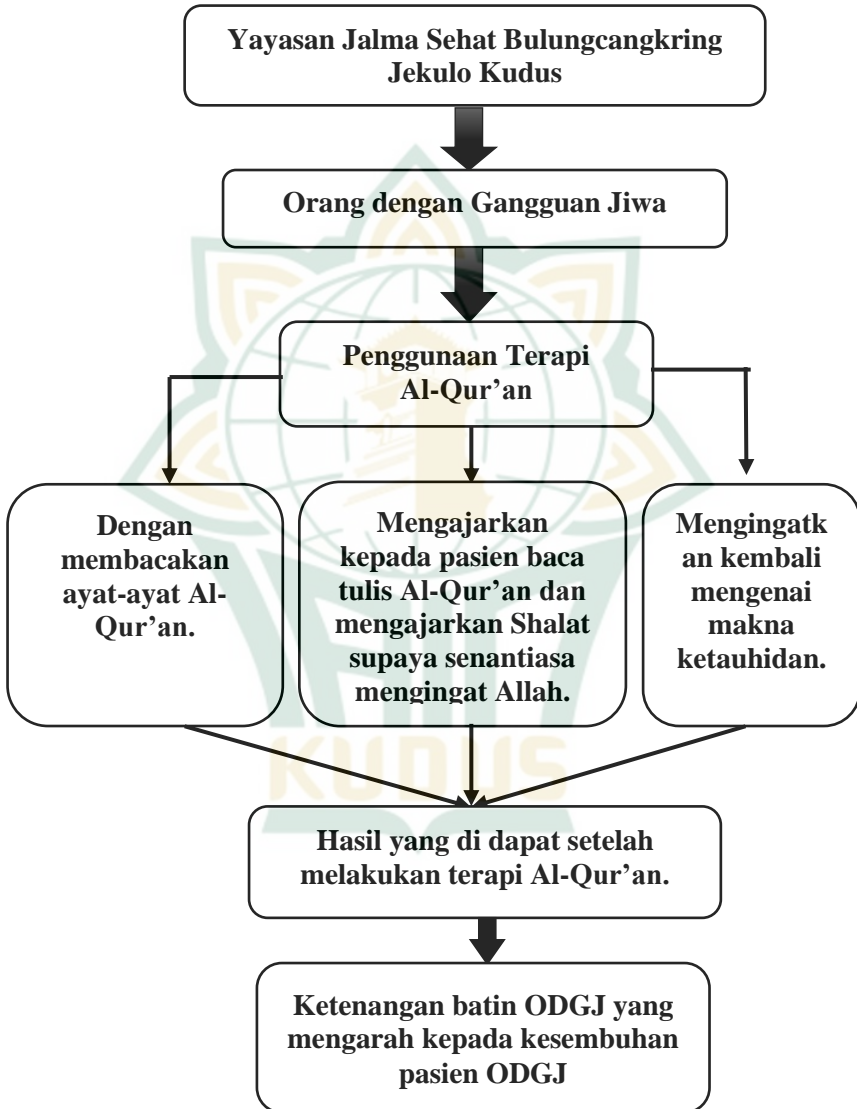 Yayasan Jalma Sehat Bulungcangkring
Jekulo Kudus
Orang dengan Gangguan Jiwa
Penggunaan Terapi
Al-Qur’an
Dengan
membacakan
ayat-ayat Al-
Qur’an.
Mengajarkan
kepada pasien baca
tulis Al-Qur’an dan
mengajarkan Shalat
supaya senantiasa
mengingat Allah.
Mengingatk
an kembali
mengenai
makna
ketauhidan.
KUDUS
Hasil yang di dapat setelah
melakukan terapi Al-Qur’an.
Ketenangan batin ODGJ yang
mengarah kepada kesembuhan
pasien ODGJ